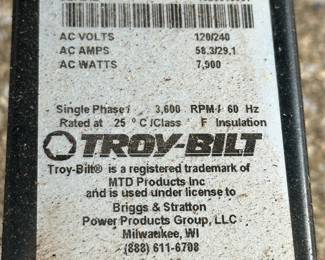 AC VOLTS 120/240
AC AMPS 58.3/29.1
AC WATTS 7,900
Single Phase / 3,600 RPM / 60 Hz
Rated at 25 °C/Class F Insulation
TROY-BILT
Troy-Bilt® is a registered trademark of
MTD Products Inc
and is used under license to
Briggs & Stratton
Power Products Group, LLC
Milwaukee, WI
(888) 611-6708